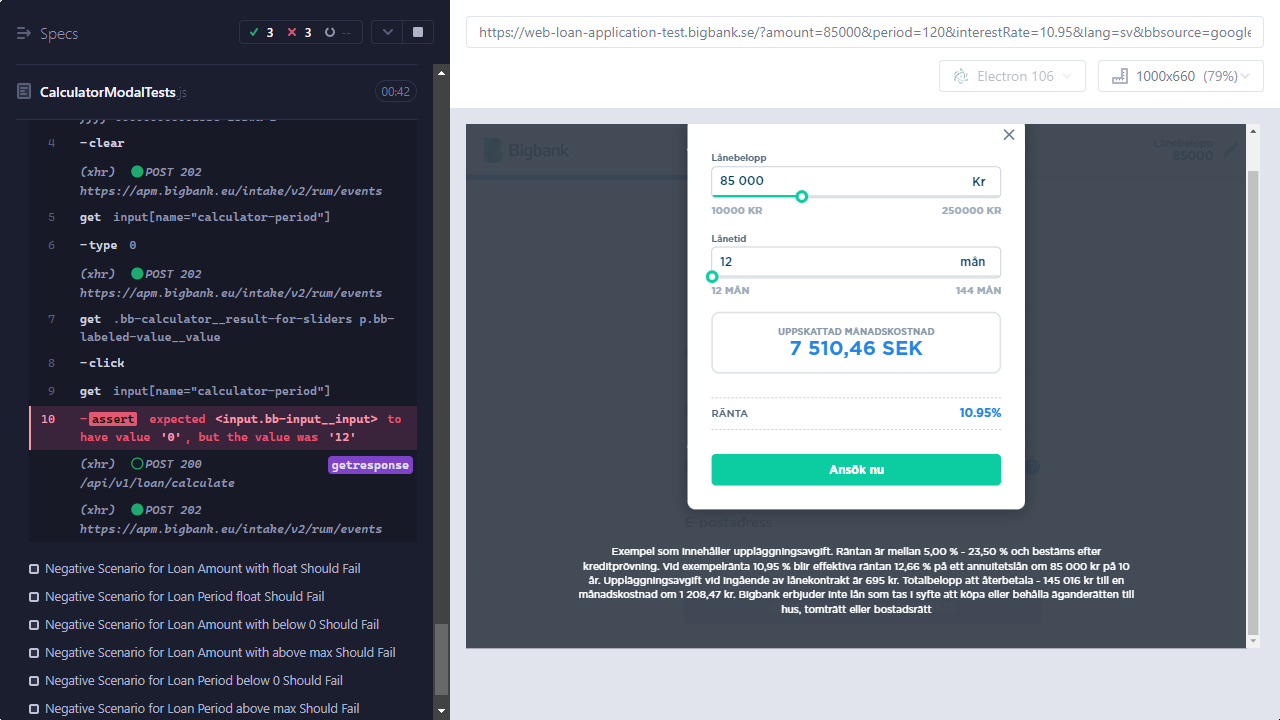 Specs
3
3
--
CalculatorModalTests.js
00:42
4 -clear
(xhr) POST 202
https://apm.bigbank.eu/intake/v2/rum/events
5 get input[name="calculator-period"]
6 -type 0
(xhr) POST 202
https://apm.bigbank.eu/intake/v2/rum/events
7 get .bb-calculator__result-for-sliders p.bb-
labeled-value__value
8 -click
9 get input[name="calculator-period"]
10 -assert expected <input.bb-input__input> to
have value '0', but the value was '12'
(xhr) POST 200 getresponse
/api/v1/loan/calculate
(xhr) POST 202
https://apm.bigbank.eu/intake/v2/rum/events
Negative Scenario for Loan Amount with float Should Fail
Negative Scenario for Loan Period float Should Fail
Negative Scenario for Loan Amount with below 0 Should Fail
Negative Scenario for Loan Amount with above max Should Fail
Negative Scenario for Loan Period below 0 Should Fail
Negative Scenario for Loan Period above max Should Fail
https://web-loan-application-test.bigbank.se/?amount=85000&period=120&interestRate=10.95&lang=sv&bbsource=google
Electron 106
1000x660 (79%)
Bigbank
Lånebelopp
85000
Lånebelopp
85 000 Kr
10000 KR 250000 KR
Lånetid
12 mån
12 MÅN 144 MÅN
UPPSKATTAD MÅNADSKOSTNAD
7 510,46 SEK
RÄNTA 10.95%
Ansök nu
E-postadress
Exempel som innehåller uppläggningsavgift. Räntan är mellan 5,00 % - 23,50 % och bestäms efter
kreditprövning. Vid exempelränta 10,95 % blir effektiva räntan 12,66 % på ett annuitetslån om 85 000 kr på 10
år. Uppläggningsavgift vid ingående av lånekontrakt är 695 kr. Totalbelopp att återbetala - 145 016 kr till en
månadskostnad om 1 208,47 kr. Bigbank erbjuder inte lån som tas i syfte att köpa eller behålla äganderätten till
hus, tomträtt eller bostadsrätt